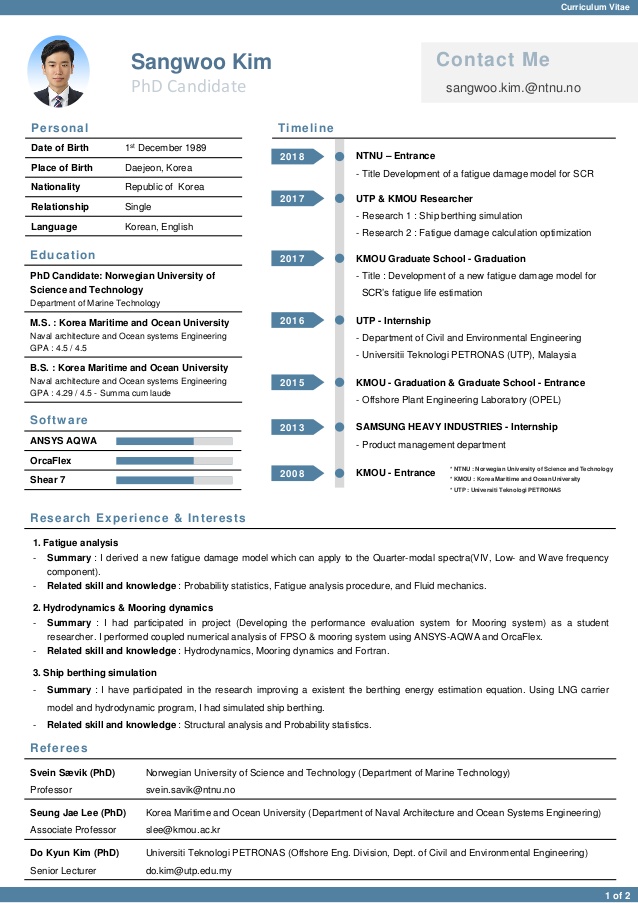 Curriculum Vitae
Sangwoo Kim
PhD Candidate
Contact Me
sangwoo.kim.@ntnu.no
Personal
Date of Birth 1st December 1989
Place of Birth Daejeon, Korea
Nationality Republic of Korea
Relationship Single
Language Korean, English
Education
PhD Candidate: Norwegian University of
Science and Technology
Department of Marine Technology
M.S. : Korea Maritime and Ocean University
Naval architecture and Ocean systems Engineering
GPA : 4.5 / 4.5
B.S. : Korea Maritime and Ocean University
Naval architecture and Ocean systems Engineering
GPA : 4.29 / 4.5 - Summa cum laude
Software
ANSYS AQWA
OrcaFlex
Shear 7
Timeline
2018 NTNU – Entrance
- Title Development of a fatigue damage model for SCR
2017 UTP & KMOU Researcher
- Research 1 : Ship berthing simulation
- Research 2 : Fatigue damage calculation optimization
2017 KMOU Graduate School - Graduation
- Title : Development of a new fatigue damage model for
SCR's fatigue life estimation
2016 UTP - Internship
- Department of Civil and Environmental Engineering
- Universitii Teknologi PETRONAS (UTP), Malaysia
2015 KMOU - Graduation & Graduate School - Entrance
- Offshore Plant Engineering Laboratory (OPEL)
2013 SAMSUNG HEAVY INDUSTRIES - Internship
- Product management department
2008 KMOU - Entrance
* NTNU : Norwegian University of Science and Technology
* KMOU : Korea Maritime and Ocean University
* UTP : Universiti Teknologi PETRONAS
Research Experience & Interests
1. Fatigue analysis
- Summary : I derived a new fatigue damage model which can apply to the Quarter-modal spectra(VIV, Low- and Wave frequency
component).
- Related skill and knowledge : Probability statistics, Fatigue analysis procedure, and Fluid mechanics.
2. Hydrodynamics & Mooring dynamics
- Summary : I had participated in project (Developing the performance evaluation system for Mooring system) as a student
researcher. I performed coupled numerical analysis of FPSO & mooring system using ANSYS-AQWA and OrcaFlex.
- Related skill and knowledge : Hydrodynamics, Mooring dynamics and Fortran.
3. Ship berthing simulation
- Summary : I have participated in the research improving a existent the berthing energy estimation equation. Using LNG carrier
model and hydrodynamic program, I had simulated ship berthing.
- Related skill and knowledge : Structural analysis and Probability statistics.
Referees
Svein Sævik (PhD) Norwegian University of Science and Technology (Department of Marine Technology)
Professor svein.savik@ntnu.no
Seung Jae Lee (PhD) Korea Maritime and Ocean University (Department of Naval Architecture and Ocean Systems Engineering)
Associate Professor slee@kmou.ac.kr
Do Kyun Kim (PhD) Universiti Teknologi PETRONAS (Offshore Eng. Division, Dept. of Civil and Environmental Engineering)
Senior Lecturer do.kim@utp.edu.my
1 of 2